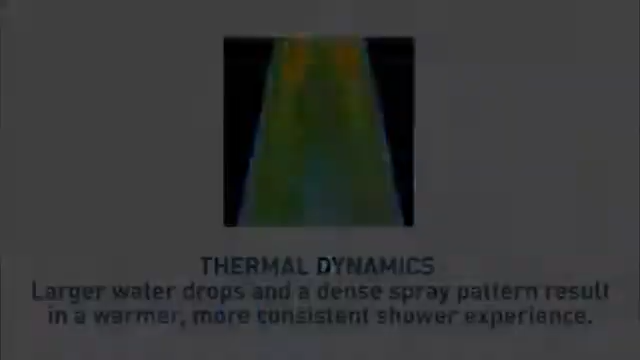 THERMAL DYNAMICS
Larger water drops and a dense spray pattern result
in a warmer, more consistent shower experience.